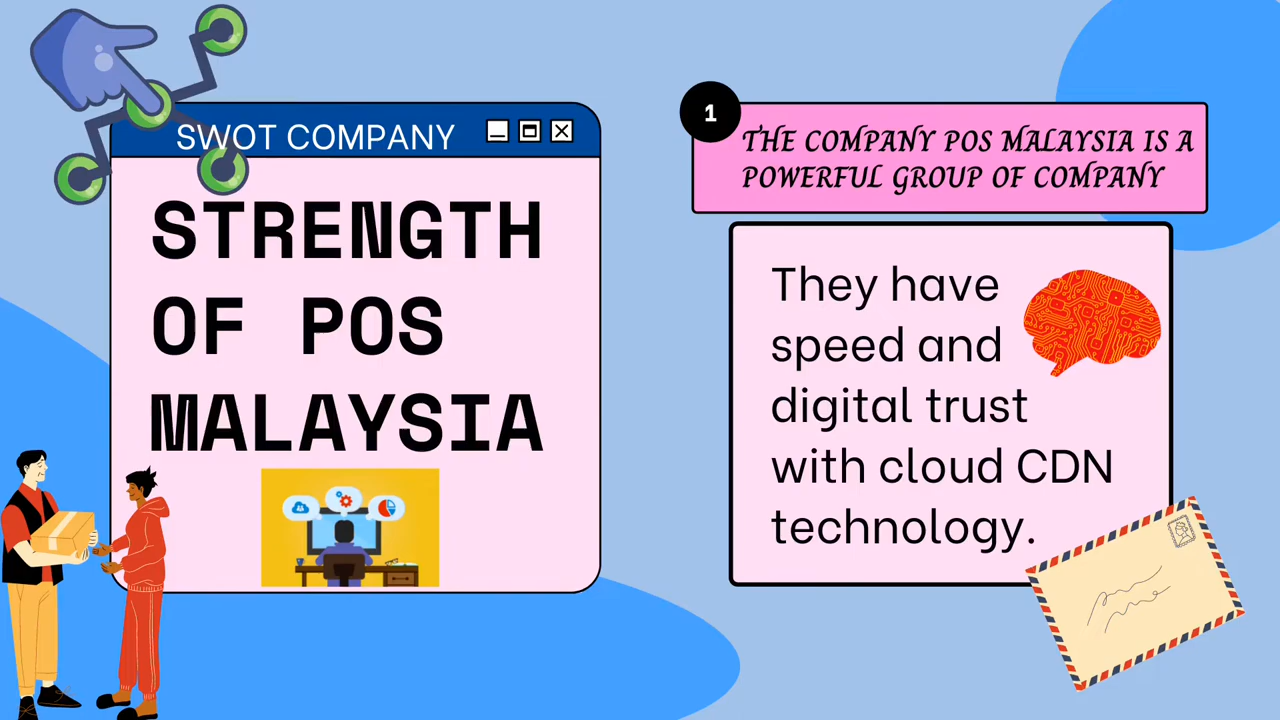 SWOT COMPANY
STRENGTH
OF POS
MALAYSIA
1
THE COMPANY POS MALAYSIA IS A
POWERFUL GROUP OF COMPANY
They have
speed and
digital trust
with cloud CDN
technology.